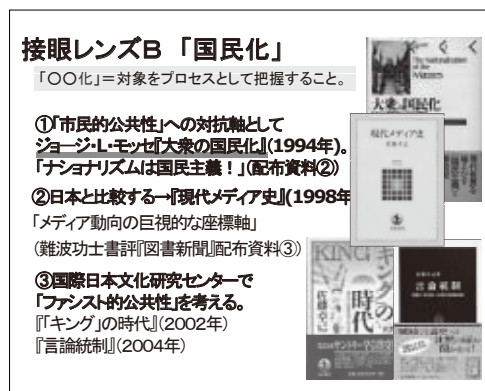 接眼レンズB 「国民化」
「○○化」=対象をプロセスとして把握すること。
①「市民的公共性」への対抗軸として
ジョージ・L・モッセ『大衆の国民化』(1994年)。
「ナショナリズムは国民主義!」(配布資料②)
②日本と比較する→『現代メディア史』(1998年
「メディア動向の巨視的な座標軸」
(難波功士書評『図書新聞』配布資料③)
③国際日本文化研究センターで
「ファシスト的公共性」を考える。
『「キング」の時代』(2002年)
『言論統制』(2004年)
大衆の国民化
現代メディア史
KING
キングの時代
佐藤卓己
言論統制